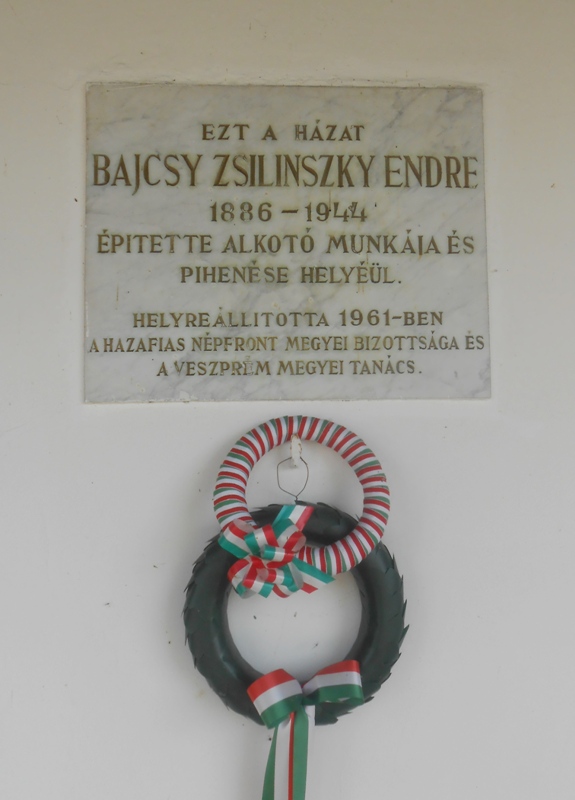 EZT A HÁZAT
BAJCSY ZSILINSZKY ENDRE
1886 – 1944
ÉPITETTE ALKOTÓ MUNKÁJA ÉS
PIHENÉSE HELYÉÜL.
HELYREÁLLITOTTA 1961-BEN
A HAZAFIAS NÉPFRONT MEGYEI BIZOTTSÁGA ÉS
A VESZPRÉM MEGYEI TANÁCS.